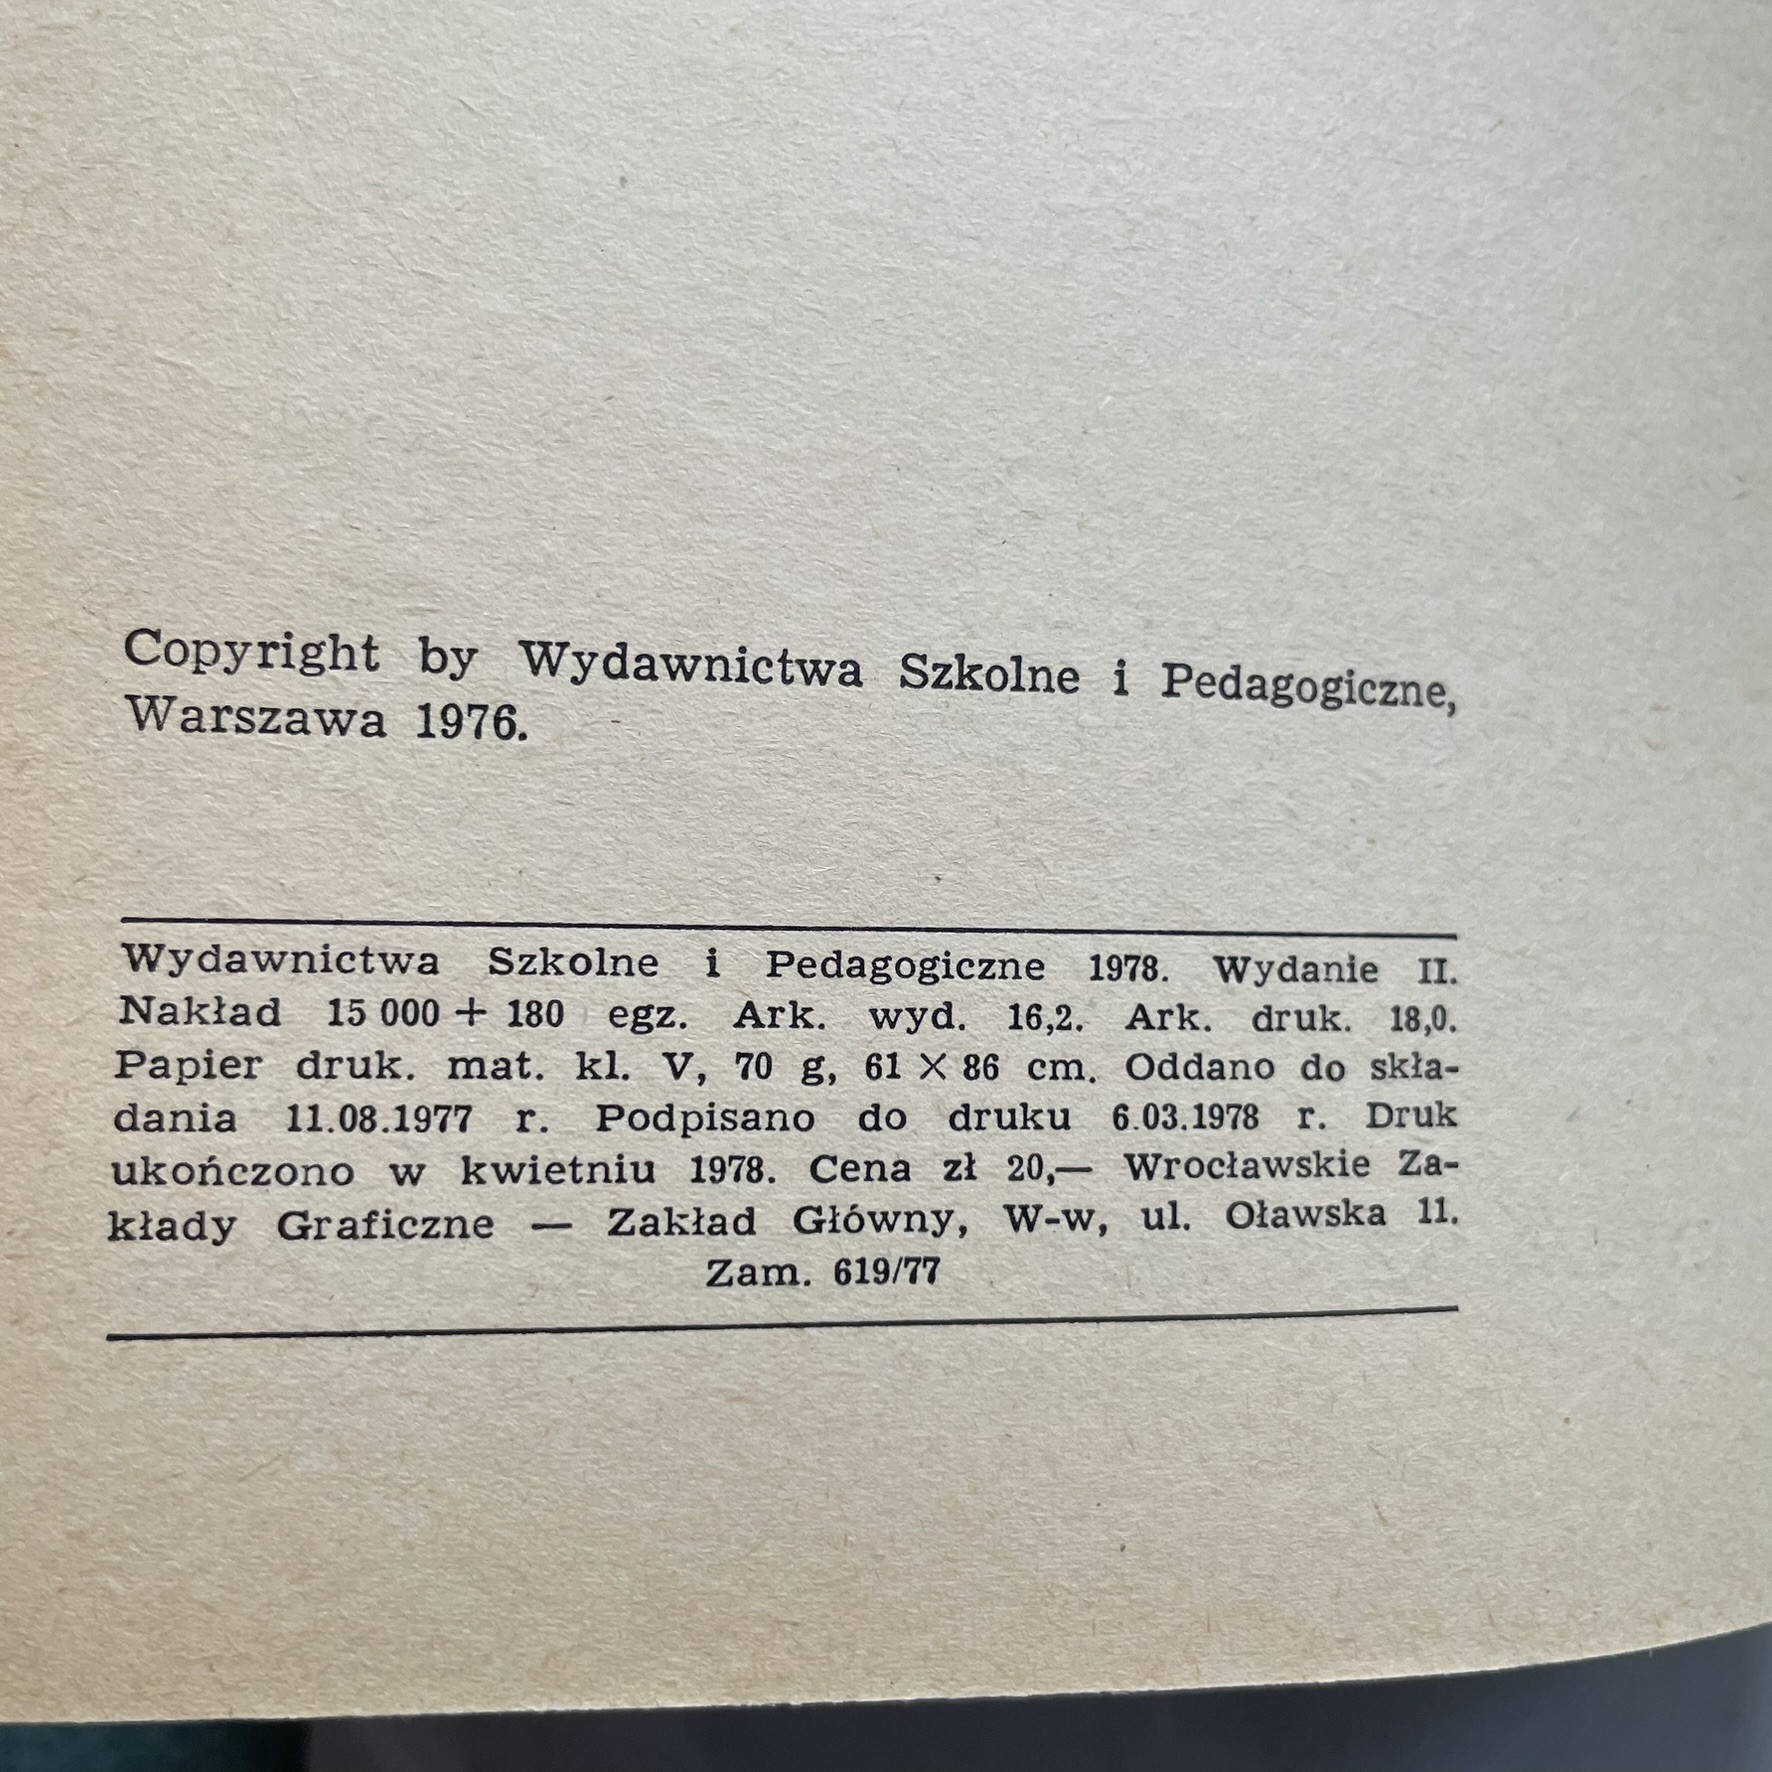 Copyright by Wydawnictwa Szkolne i Pedagogiczne,
Warszawa 1976.
Wydawnictwa Szkolne i Pedagogiczne 1978. Wydanie II.
Nakład 15 000 + 180 egz. Ark. wyd. 16,2. Ark. druk. 18,0.
Papier druk. mat. kl. V, 70 g, 61 × 86 cm. Oddano do skła-
dania 11.08.1977 r. Podpisano do druku 6.03.1978 r. Druk
ukończono w kwietniu 1978. Cena zł 20,— Wrocławskie Za-
kłady Graficzne — Zakład Główny, W-w, ul. Oławska 11.
Zam. 619/77